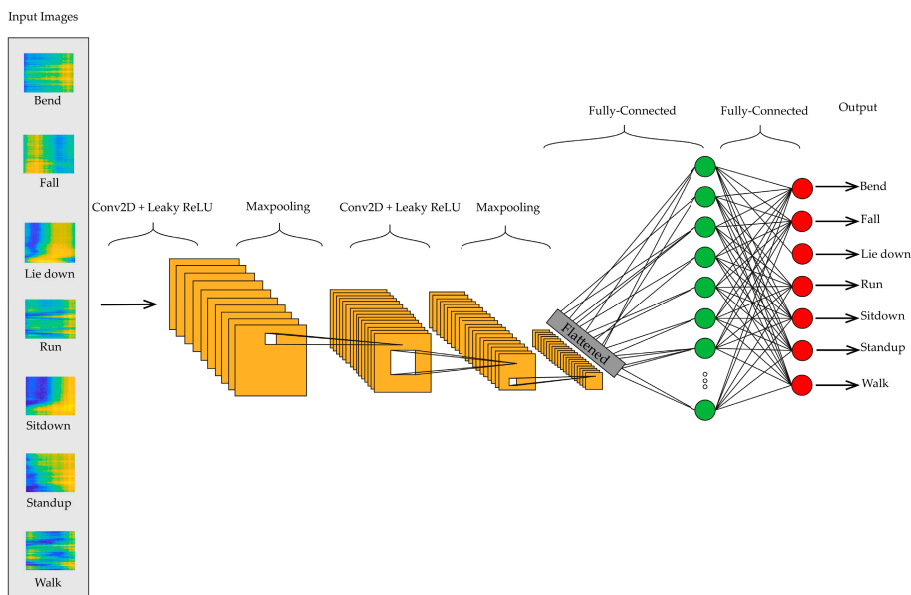 Input Images
Bend
Fall
Lie down
Run
Sitdown
Standup
Walk
Conv2D + Leaky ReLU
Maxpooling
Conv2D + Leaky ReLU
Maxpooling
Flattened
Fully-Connected
Fully-Connected
Output
Bend
Fall
Lie down
Run
Sitdown
Standup
Walk